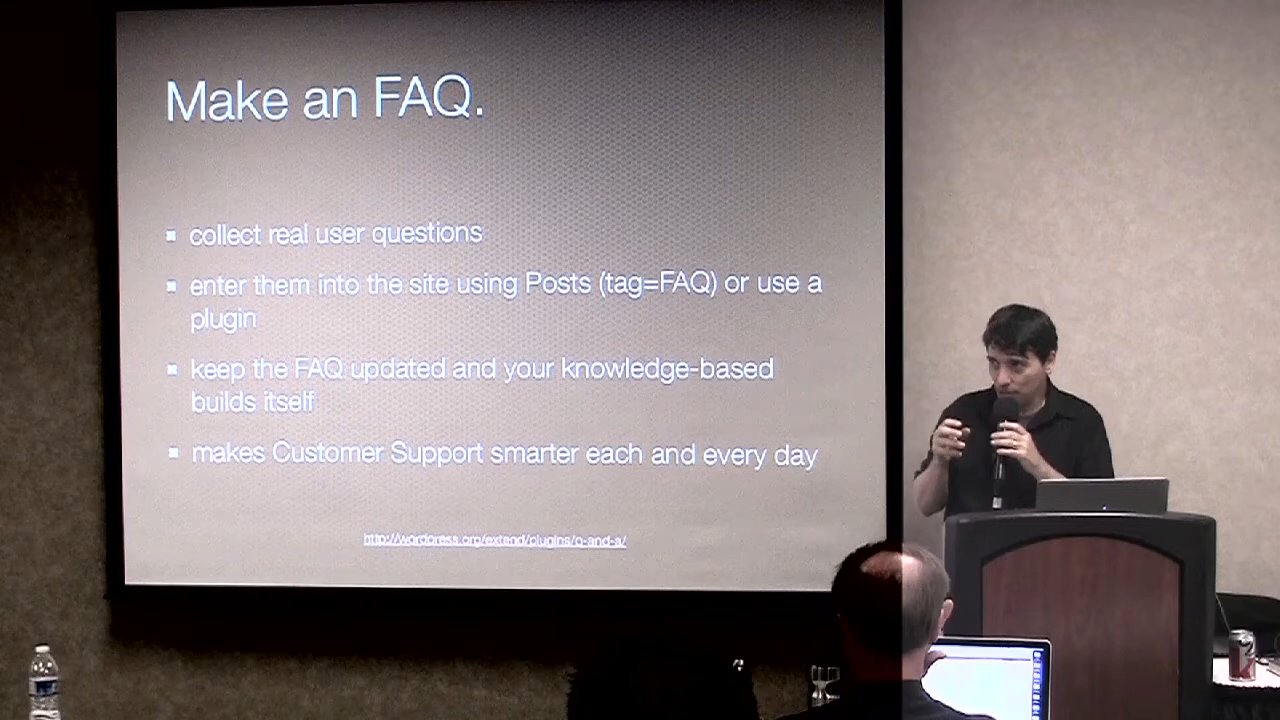 Make an FAQ.
collect real user questions
enter them into the site using Posts (tag=FAQ) or use a
plugin
keep the FAQ updated and your knowledge-based
builds itself
makes Customer Support smarter each and every day
http://wordpress.org/extend/plugins/q-and-a/